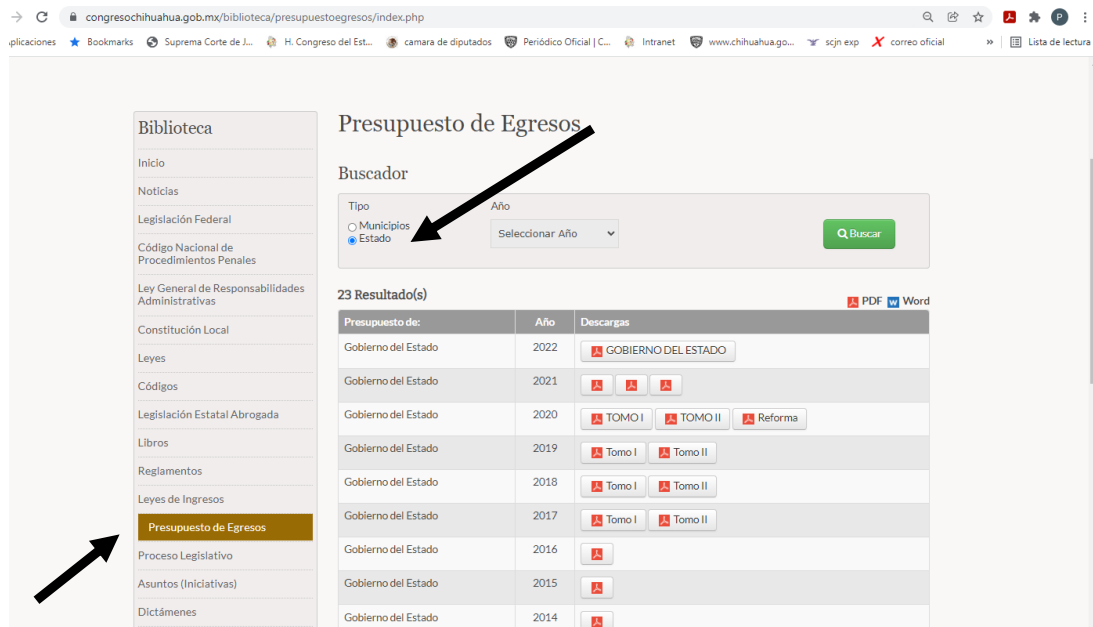 congresochihuahua.gob.mx/biblioteca/presupuestoegresos/index.php
P
plicaciones Bookmarks Suprema Corte de J... H. Congreso del Est... camara de diputados Periódico Oficial | C... Intranet www.chihuahua.go... scjn exp correo oficial » Lista de lectura
Biblioteca
Inicio
Noticias
Legislación Federal
Código Nacional de
Procedimientos Penales
Ley General de Responsabilidades
Administrativas
Constitución Local
Leyes
Códigos
Legislación Estatal Abrogada
Libros
Reglamentos
Leyes de Ingresos
Presupuesto de Egresos
Proceso Legislativo
Asuntos (Iniciativas)
Dictámenes
Presupuesto de Egresos
Buscador
Tipo Año
Municipios
Estado
Seleccionar Año
Buscar
23 Resultado(s)
PDF W Word
Presupuesto de: Año Descargas
Gobierno del Estado 2022 GOBIERNO DEL ESTADO
Gobierno del Estado 2021
Gobierno del Estado 2020 TOMO I TOMO II Reforma
Gobierno del Estado 2019 Tomo I Tomo II
Gobierno del Estado 2018 Tomo I Tomo II
Gobierno del Estado 2017 Tomo I Tomo II
Gobierno del Estado 2016
Gobierno del Estado 2015
Gobierno del Estado 2014